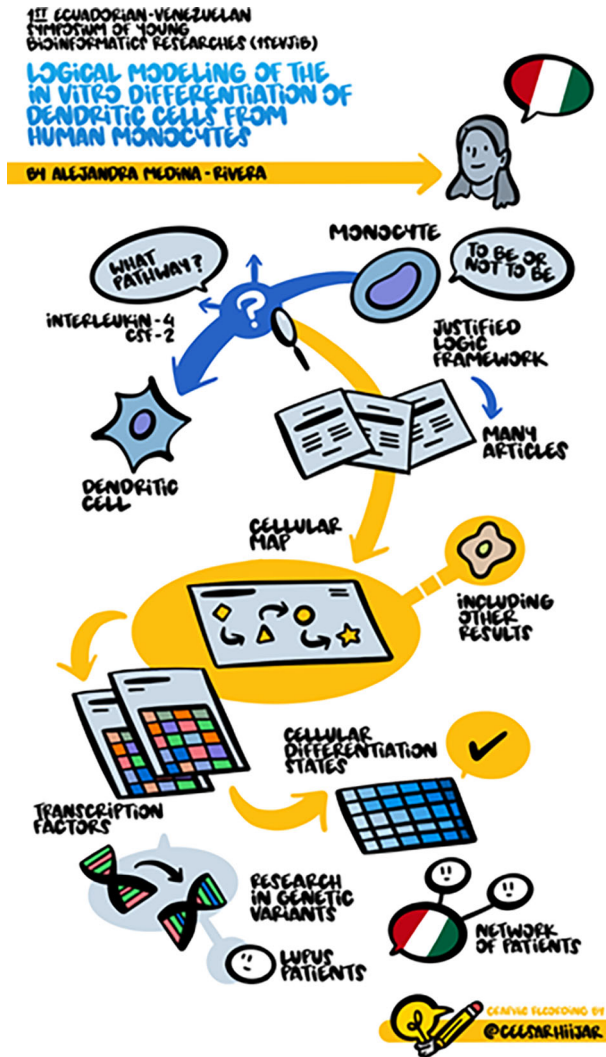 1ST ECUADORIAN-VENEZUELAN
SYMPOSIUM OF YOUNG
BIOINFORMATICS RESEARCHES (1SEVJIB)
LOGICAL MODELING OF THE
IN VITRO DIFFERENTIATION OF
DENDRITIC CELLS FROM
HUMAN MONOCYTES
BY ALEJANDRA MEDINA-RIVERA
MONOCYTE
WHAT
PATHWAY?
TO BE OR
NOT TO BE
?
INTERLEUKIN-4
CSF-2
JUSTIFIED
LOGIC
FRAMEWORK
MANY
ARTICLES
DENDRITIC
CELL
CELLULAR
MAP
INCLUDING
OTHER
RESULTS
CELLULAR
DIFFERENTIATION
STATES
TRANSCRIPTION
FACTORS
RESEARCH
IN GENETIC
VARIANTS
LUPUS
PATIENTS
NETWORK
OF PATIENTS
GRAPHIC RECORDING BY
@CEESARHIIJAR